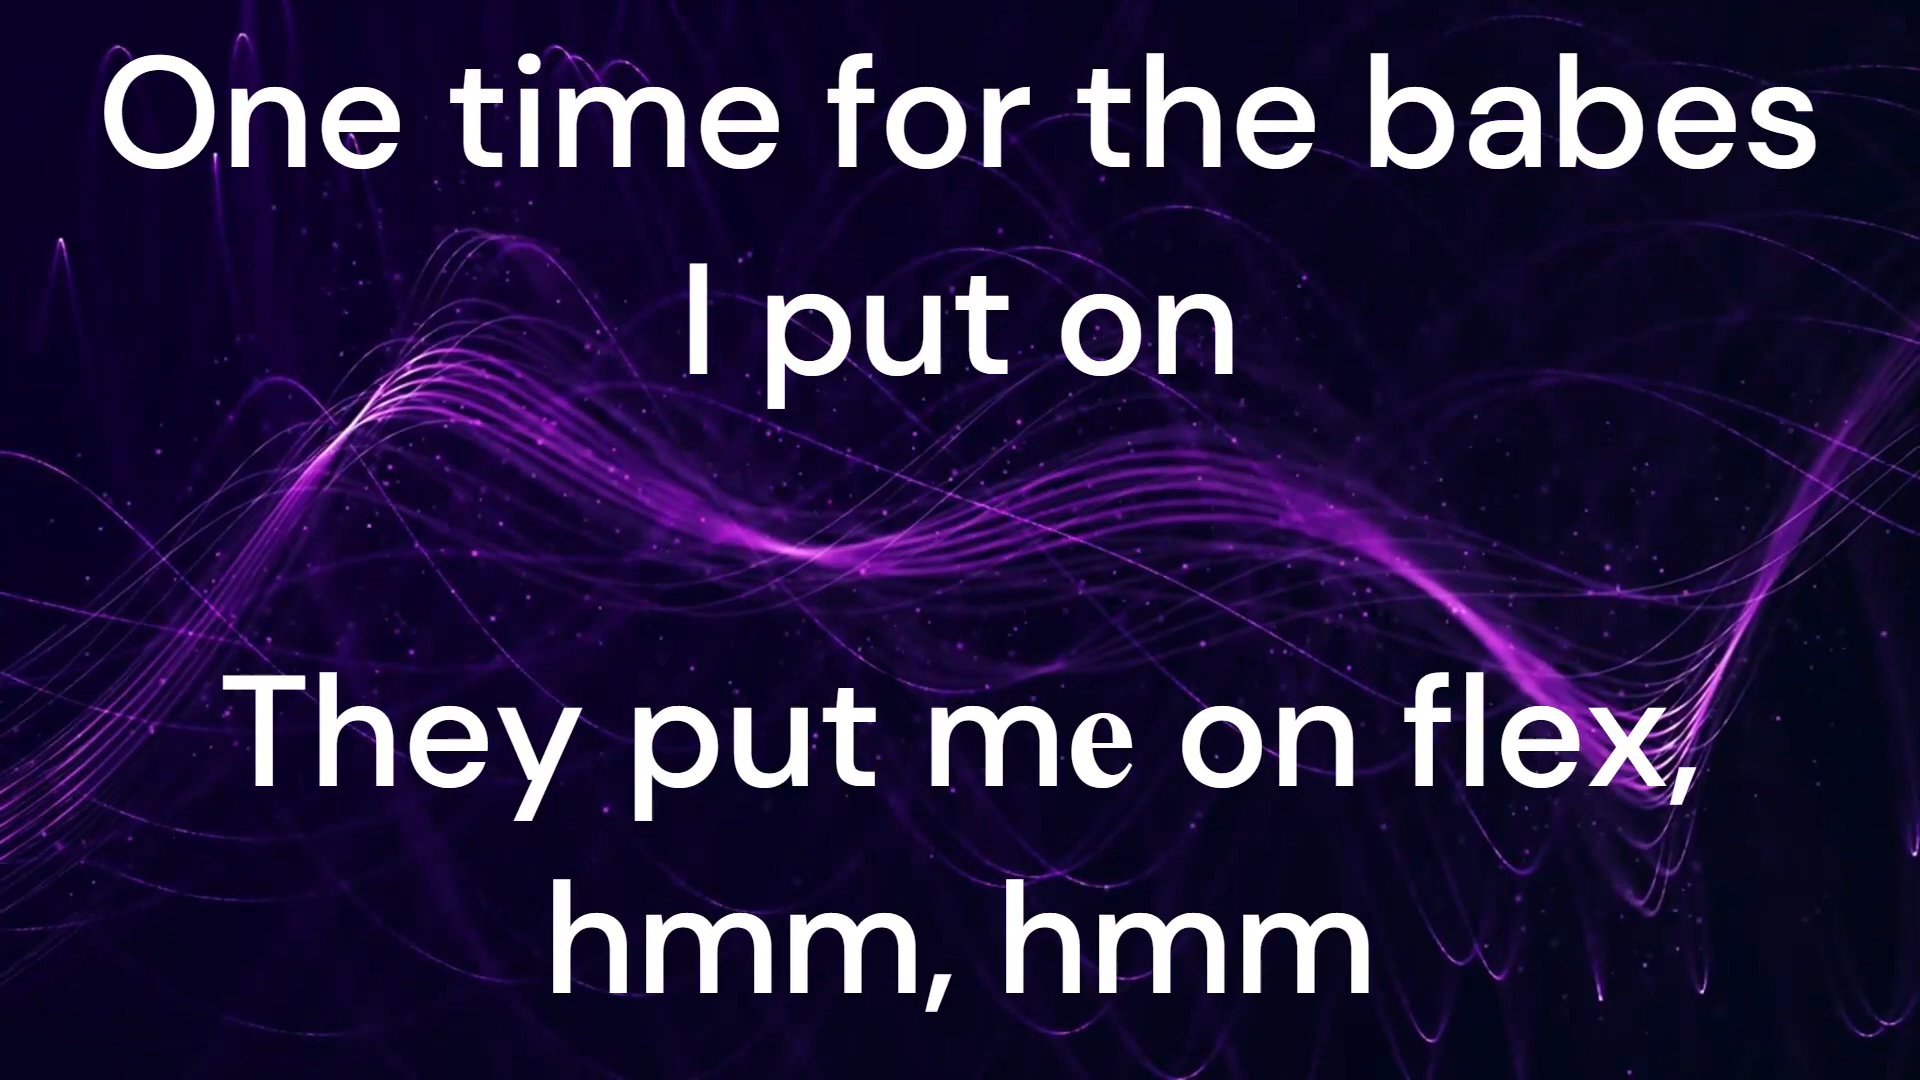 One time for the babes
I put on
They put me on flex,
hmm, hmm